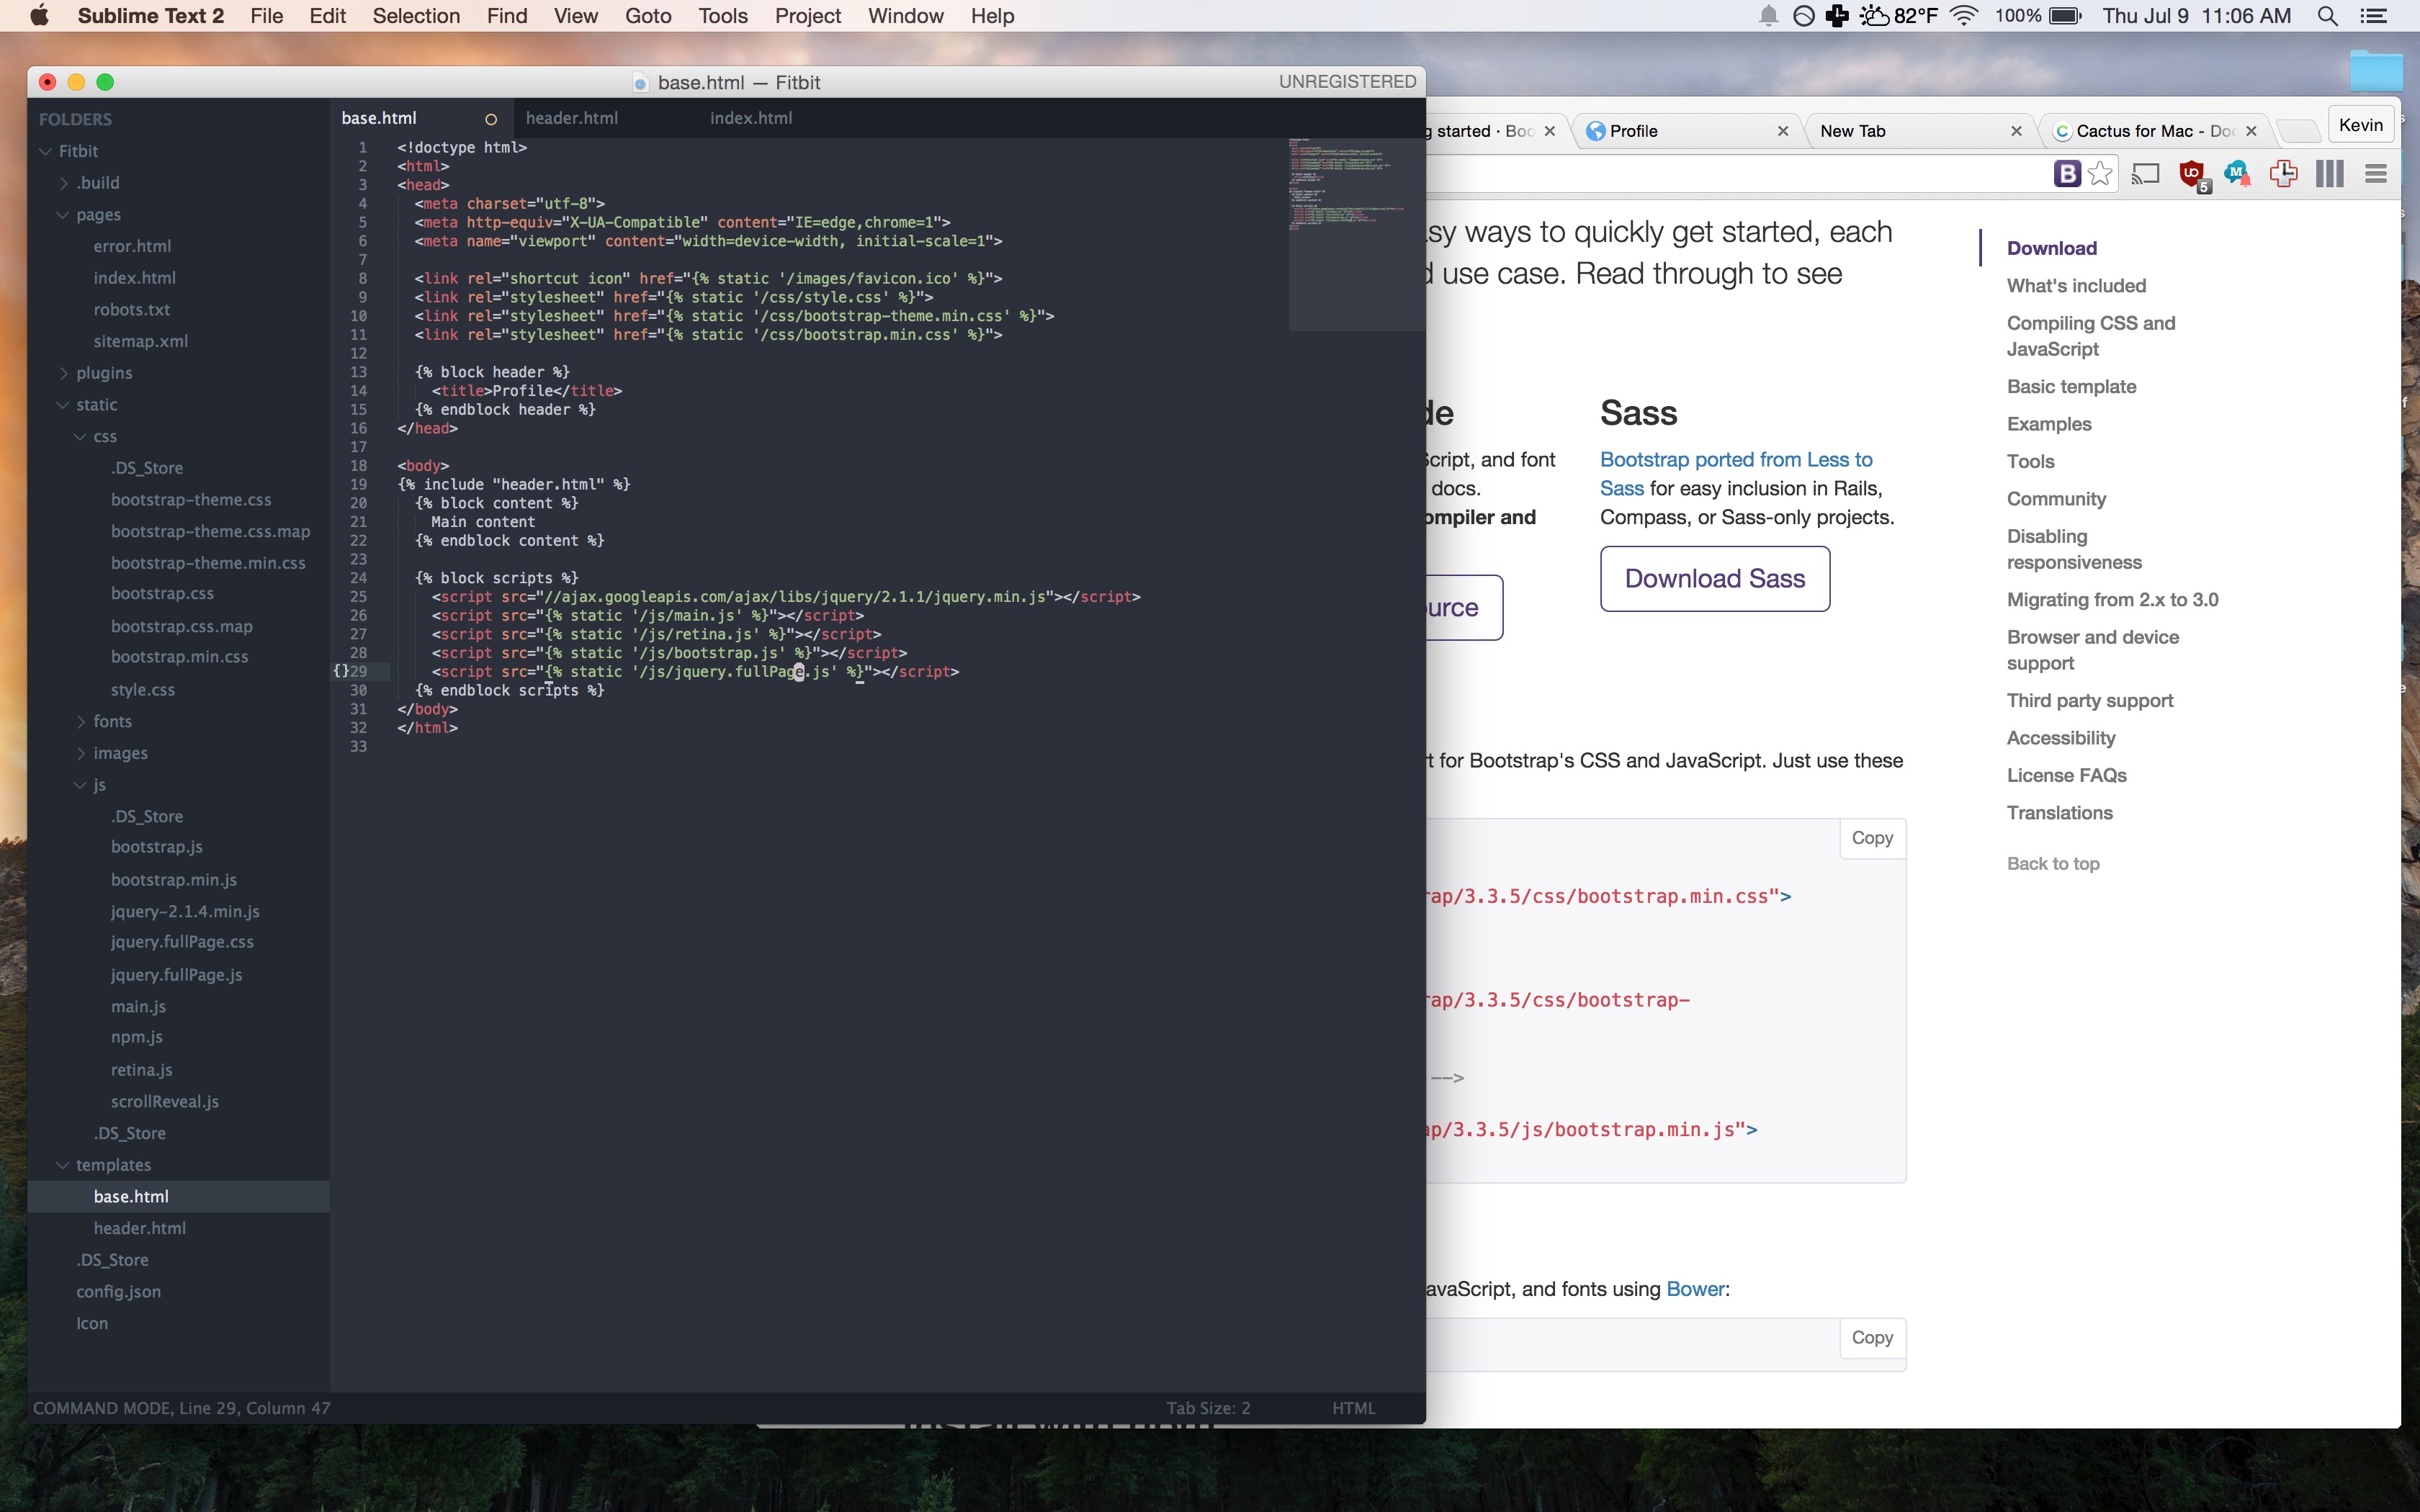 Sublime Text 2 File Edit Selection Find View Goto Tools Project Window Help 82°F 100% Thu Jul 9 11:06 AM
base.html — Fitbit UNREGISTERED
FOLDERS
Fitbit
.build
pages
error.html
index.html
robots.txt
sitemap.xml
plugins
static
css
.DS_Store
bootstrap-theme.css
bootstrap-theme.css.map
bootstrap-theme.min.css
bootstrap.css
bootstrap.css.map
bootstrap.min.css
style.css
fonts
images
js
.DS_Store
bootstrap.js
bootstrap.min.js
jquery-2.1.4.min.js
jquery.fullPage.css
jquery.fullPage.js
main.js
npm.js
retina.js
scrollReveal.js
.DS_Store
templates
base.html
header.html
.DS_Store
config.json
Icon
base.html header.html index.html
1 <!doctype html>
2 <html>
3 <head>
4 <meta charset="utf-8">
5 <meta http-equiv="X-UA-Compatible" content="IE=edge,chrome=1">
6 <meta name="viewport" content="width=device-width, initial-scale=1">
7
8 <link rel="shortcut icon" href="{% static '/images/favicon.ico' %}">
9 <link rel="stylesheet" href="{% static '/css/style.css' %}">
10 <link rel="stylesheet" href="{% static '/css/bootstrap-theme.min.css' %}">
11 <link rel="stylesheet" href="{% static '/css/bootstrap.min.css' %}">
12
13 {% block header %}
14 <title>Profile</title>
15 {% endblock header %}
16 </head>
17
18 <body>
19 {% include "header.html" %}
20 {% block content %}
21 Main content
22 {% endblock content %}
23
24 {% block scripts %}
25 <script src="//ajax.googleapis.com/ajax/libs/jquery/2.1.1/jquery.min.js"></script>
26 <script src="{% static '/js/main.js' %}"></script>
27 <script src="{% static '/js/retina.js' %}"></script>
28 <script src="{% static '/js/bootstrap.js' %}"></script>
{}29 <script src="{% static '/js/jquery.fullPage.js' %}"></script>
30 {% endblock scripts %}
31 </body>
32 </html>
33
COMMAND MODE, Line 29, Column 47 Tab Size: 2 HTML
g started · Boo Profile New Tab Cactus for Mac - Doc Kevin
B UO 5 M
sy ways to quickly get started, each
d use case. Read through to see
de
Script, and font
docs.
ompiler and
urce
Sass
Bootstrap ported from Less to
Sass for easy inclusion in Rails,
Compass, or Sass-only projects.
Download Sass
t for Bootstrap's CSS and JavaScript. Just use these
Copy
rap/3.3.5/css/bootstrap.min.css">
rap/3.3.5/css/bootstrap-
-->
ap/3.3.5/js/bootstrap.min.js">
avaScript, and fonts using Bower:
Copy
Download
What's included
Compiling CSS and
JavaScript
Basic template
Examples
Tools
Community
Disabling
responsiveness
Migrating from 2.x to 3.0
Browser and device
support
Third party support
Accessibility
License FAQs
Translations
Back to top